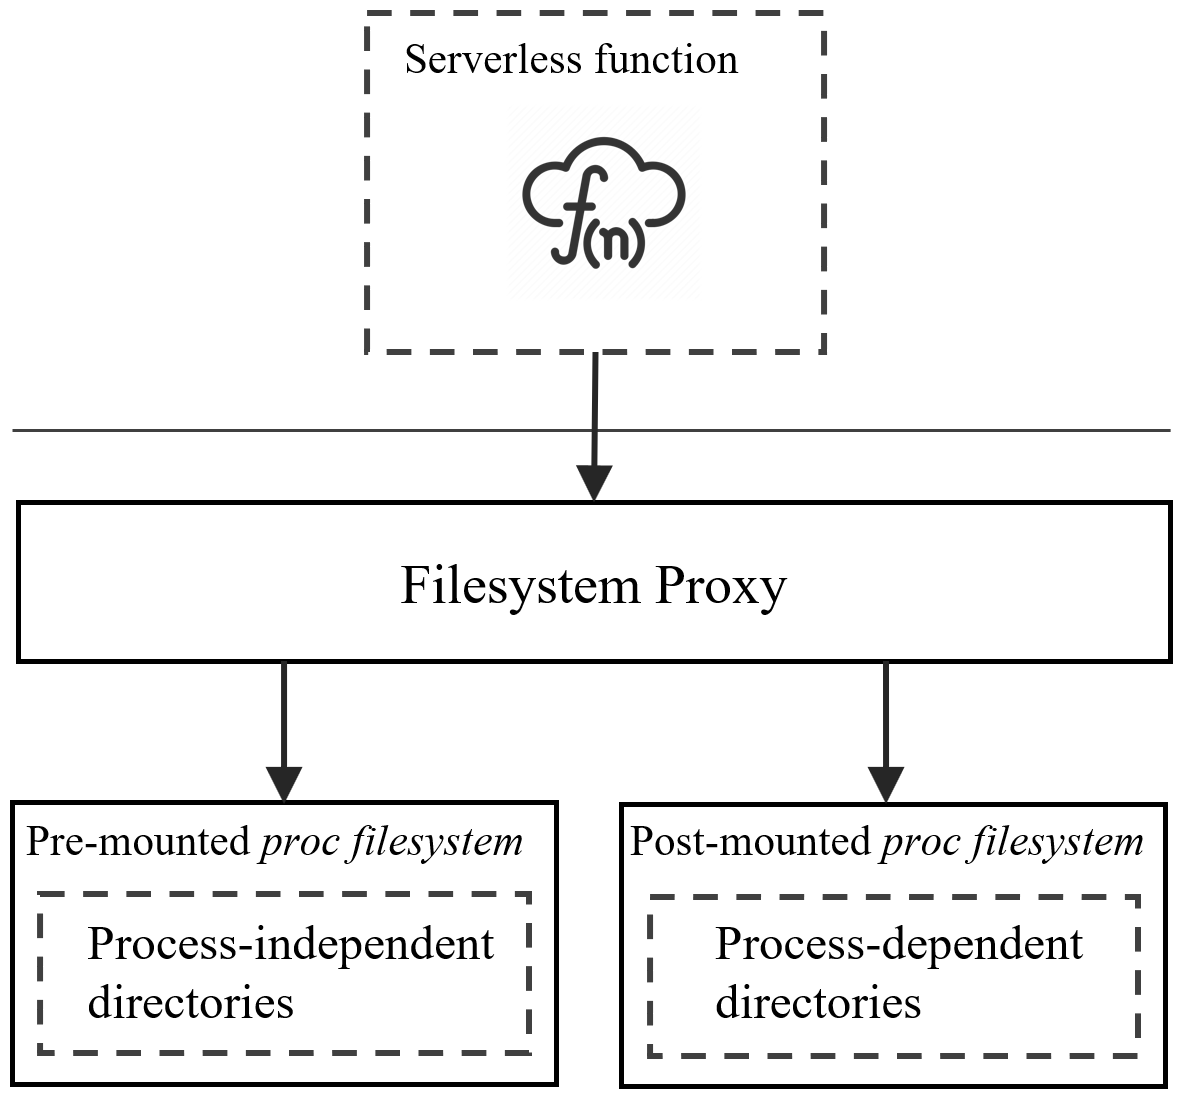 Serverless function
f(n)
Filesystem Proxy
Pre-mounted proc filesystem
Process-independent
directories
Post-mounted proc filesystem
Process-dependent
directories